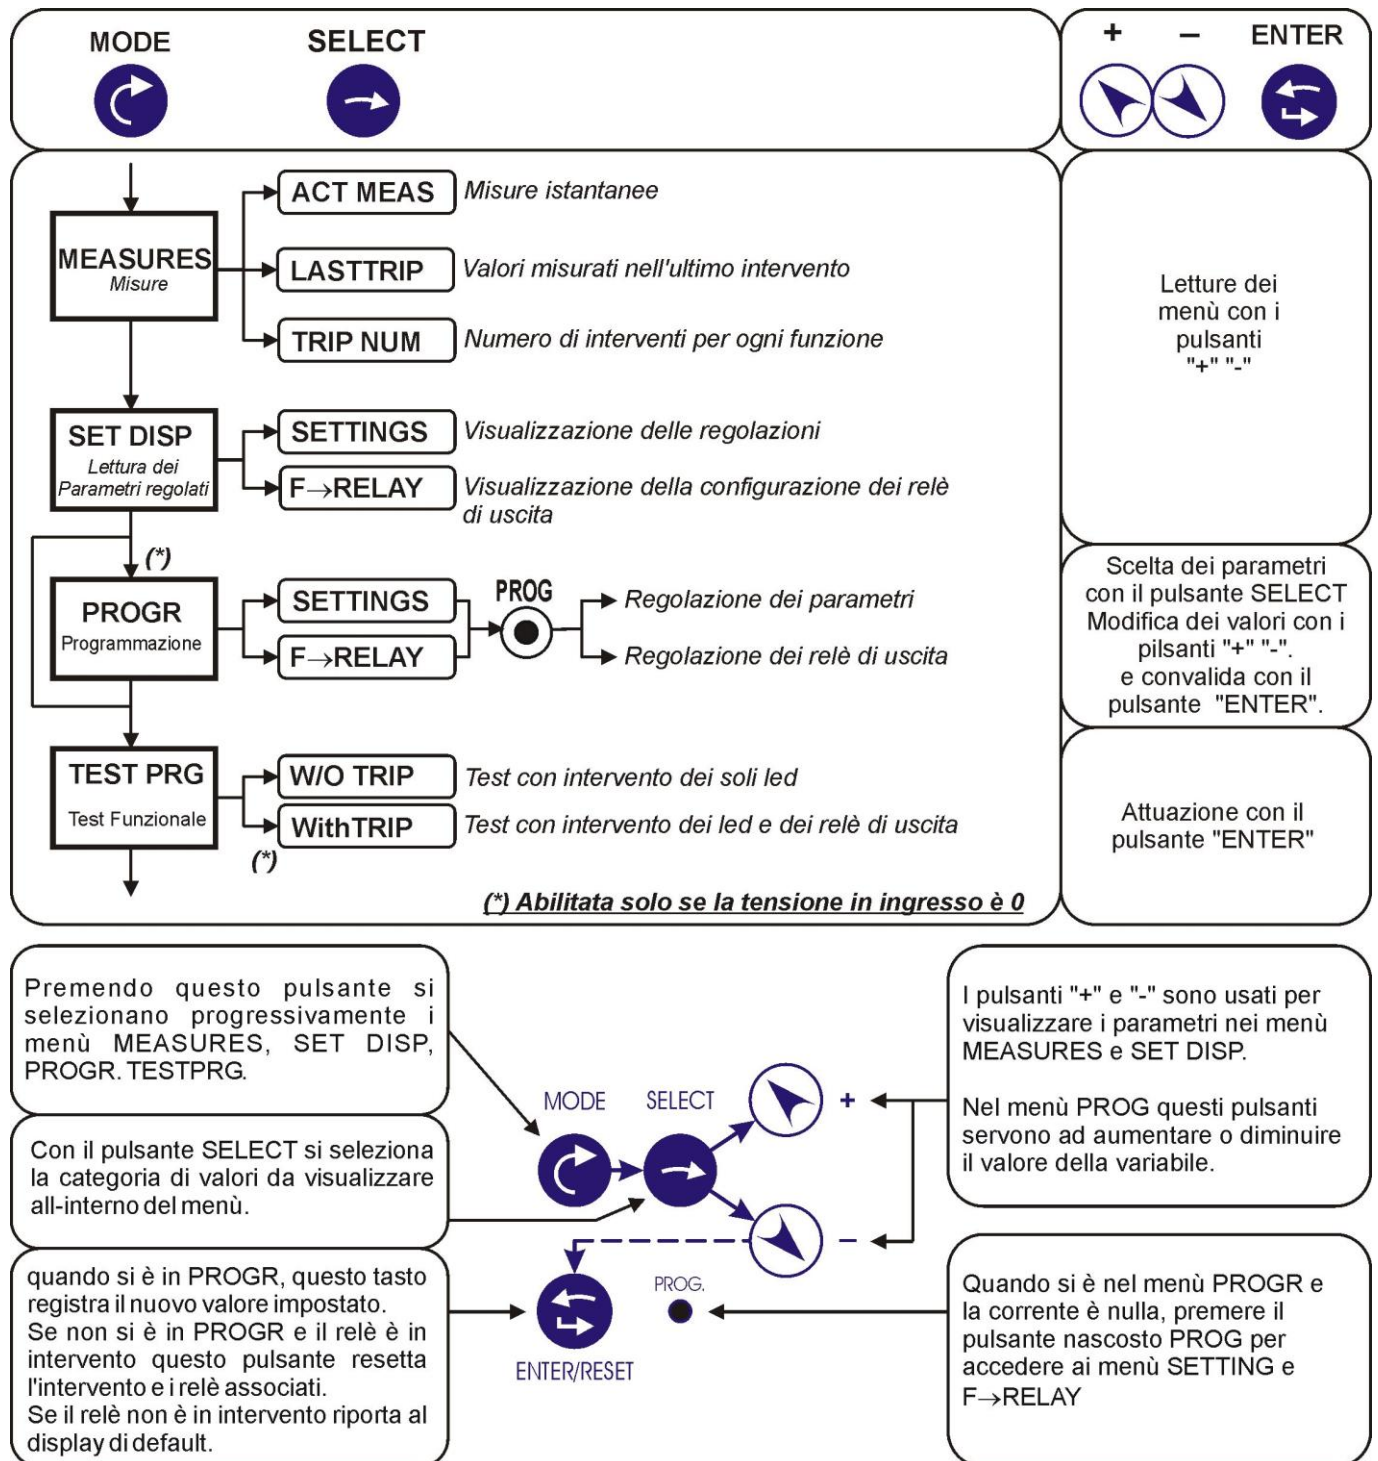 MODE
SELECT
+ – ENTER
MEASURES
Misure
ACT MEAS Misure istantanee
LASTTRIP Valori misurati nell'ultimo intervento
TRIP NUM Numero di interventi per ogni funzione
Letture dei
menù con i
pulsanti
"+" "-"
SET DISP
Lettura dei
Parametri regolati
SETTINGS Visualizzazione delle regolazioni
F→RELAY Visualizzazione della configurazione dei relè
di uscita
(*)
PROGR
Programmazione
SETTINGS
F→RELAY
PROG
Regolazione dei parametri
Regolazione dei relè di uscita
Scelta dei parametri
con il pulsante SELECT
Modifica dei valori con i
pilsanti "+" "-".
e convalida con il
pulsante "ENTER".
TEST PRG
Test Funzionale
W/O TRIP Test con intervento dei soli led
WithTRIP Test con intervento dei led e dei relè di uscita
(*)
Attuazione con il
pulsante "ENTER"
(*) Abilitata solo se la tensione in ingresso è 0
Premendo questo pulsante si
selezionano progressivamente i
menù MEASURES, SET DISP,
PROGR. TESTPRG.
Con il pulsante SELECT si seleziona
la categoria di valori da visualizzare
all-interno del menù.
quando si è in PROGR, questo tasto
registra il nuovo valore impostato.
Se non si è in PROGR e il relè è in
intervento questo pulsante resetta
l'intervento e i relè associati.
Se il relè non è in intervento riporta al
display di default.
MODE
SELECT
+
–
PROG.
ENTER/RESET
I pulsanti "+" e "-" sono usati per
visualizzare i parametri nei menù
MEASURES e SET DISP.
Nel menù PROG questi pulsanti
servono ad aumentare o diminuire
il valore della variabile.
Quando si è nel menù PROGR e
la corrente è nulla, premere il
pulsante nascosto PROG per
accedere ai menù SETTING e
F→RELAY